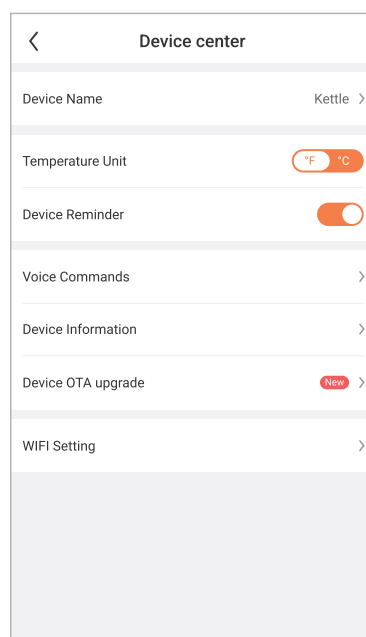 Device center
Device Name Kettle
Temperature Unit °F °C
Device Reminder
Voice Commands
Device Information
Device OTA upgrade New
WIFI Setting